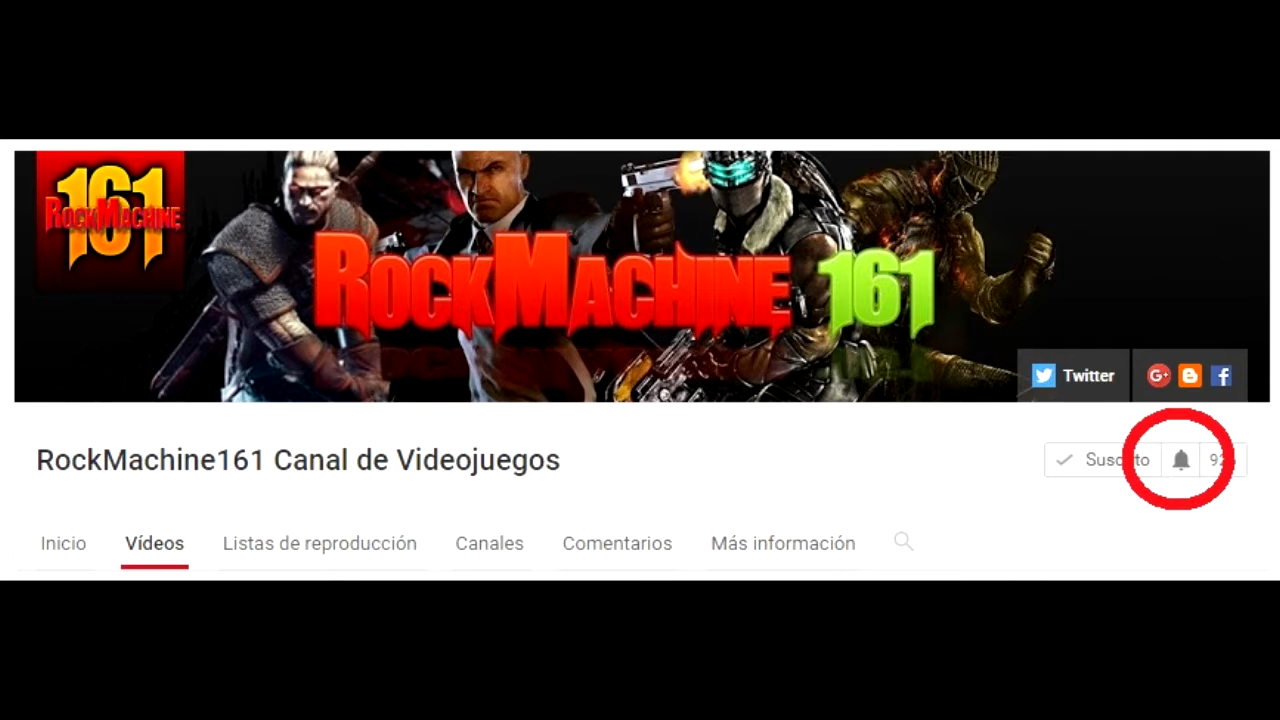 161
RockMachine
RockMachine 161
Twitter
RockMachine161 Canal de Videojuegos
Inicio
Vídeos
Listas de reproducción
Canales
Comentarios
Más información